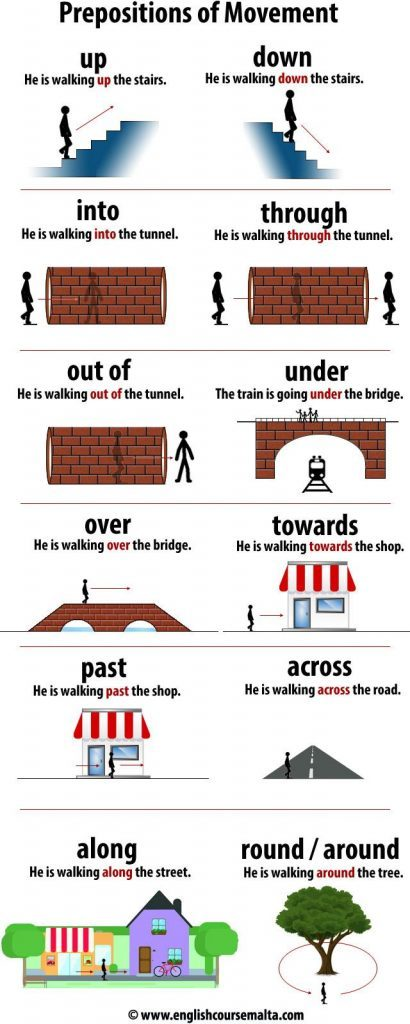 Prepositions of Movement
up
He is walking up the stairs.
down
He is walking down the stairs.
into
He is walking into the tunnel.
through
He is walking through the tunnel.
out of
He is walking out of the tunnel.
under
The train is going under the bridge.
over
He is walking over the bridge.
towards
He is walking towards the shop.
past
He is walking past the shop.
across
He is walking across the road.
along
He is walking along the street.
round / around
He is walking around the tree.
© www.englishcoursemalta.com